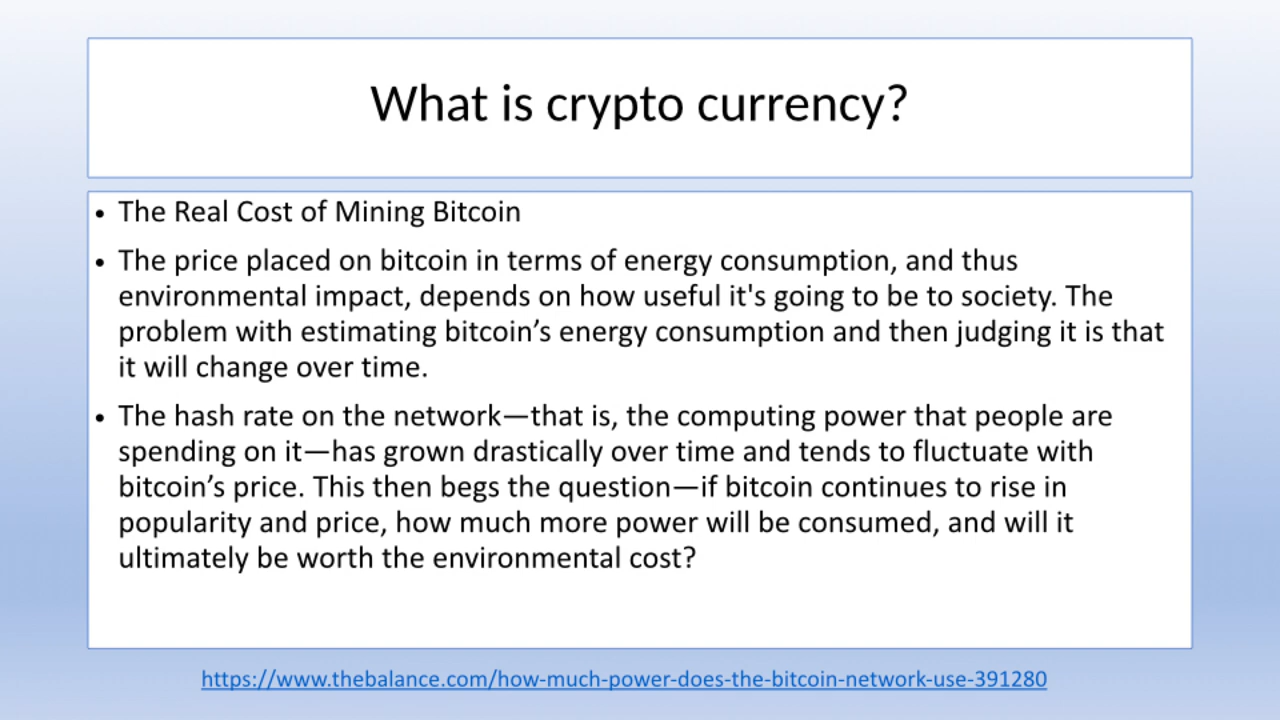 What is crypto currency?
• The Real Cost of Mining Bitcoin
• The price placed on bitcoin in terms of energy consumption, and thus
environmental impact, depends on how useful it's going to be to society. The
problem with estimating bitcoin’s energy consumption and then judging it is that
it will change over time.
• The hash rate on the network—that is, the computing power that people are
spending on it—has grown drastically over time and tends to fluctuate with
bitcoin’s price. This then begs the question—if bitcoin continues to rise in
popularity and price, how much more power will be consumed, and will it
ultimately be worth the environmental cost?
https://www.thebalance.com/how-much-power-does-the-bitcoin-network-use-391280